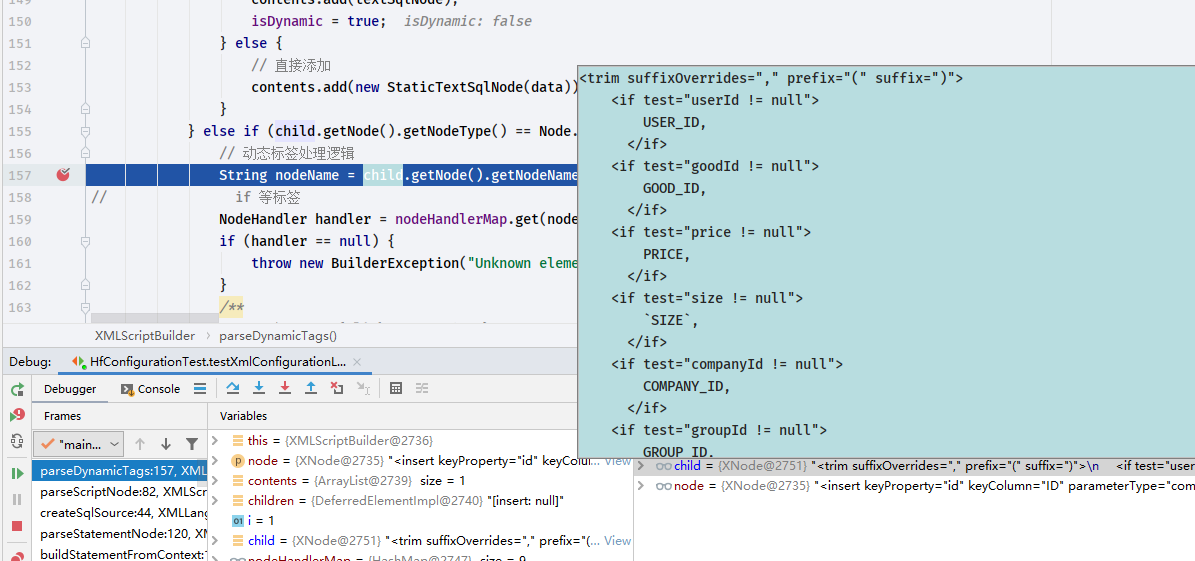 149 contents.add(textSqlNode);
150 isDynamic = true; isDynamic: false
151 } else {
152 // 直接添加
153 contents.add(new StaticTextSqlNode(data))
154 }
155 } else if (child.getNode().getNodeType() == Node.
156 // 动态标签处理逻辑
157 String nodeName = child.getNode().getNodeName
158 // if 等标签
159 NodeHandler handler = nodeHandlerMap.get(node
160 if (handler == null) {
161 throw new BuilderException("Unknown eleme
162 }
163 /**
<trim suffixOverrides="," prefix="(" suffix=")">
<if test="userId != null">
USER_ID,
</if>
<if test="goodId != null">
GOOD_ID,
</if>
<if test="price != null">
PRICE,
</if>
<if test="size != null">
`SIZE`,
</if>
<if test="companyId != null">
COMPANY_ID,
</if>
<if test="groupId != null">
GROUP_ID,
XMLScriptBuilder › parseDynamicTags()
Debug: HfConfigurationTest.testXmlConfigurationL... ×
Debugger Console
Frames
"main...
parseDynamicTags:157, XML
parseScriptNode:82, XMLScr
createSqlSource:44, XMLLang
parseStatementNode:120, XM
buildStatementFromContext:1
Variables
this = {XMLScriptBuilder@2736}
node = {XNode@2735} "<insert keyProperty="id" keyColu... View
contents = {ArrayList@2739} size = 1
children = {DeferredElementImpl@2740} "[insert: null]"
i = 1
child = {XNode@2751} "<trim suffixOverrides="," prefix="(... View
nodeHandlerMap = {HashMap@2747} size = 9
child = {XNode@2751} "<trim suffixOverrides="," prefix="(" suffix=")">\n <if test="user
node = {XNode@2735} "<insert keyProperty="id" keyColumn="ID" parameterType="com